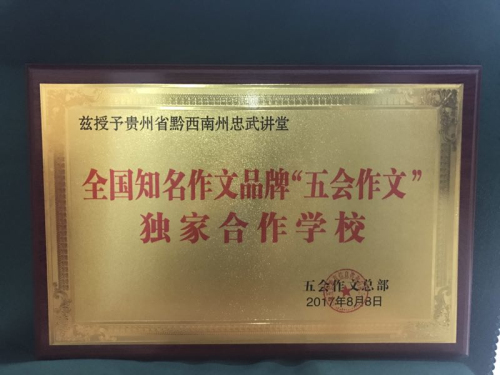 兹授予贵州省黔西南州忠武讲堂
全国知名作文品牌“五会作文”
独家合作学校
五会作文总部
2017年8月8日